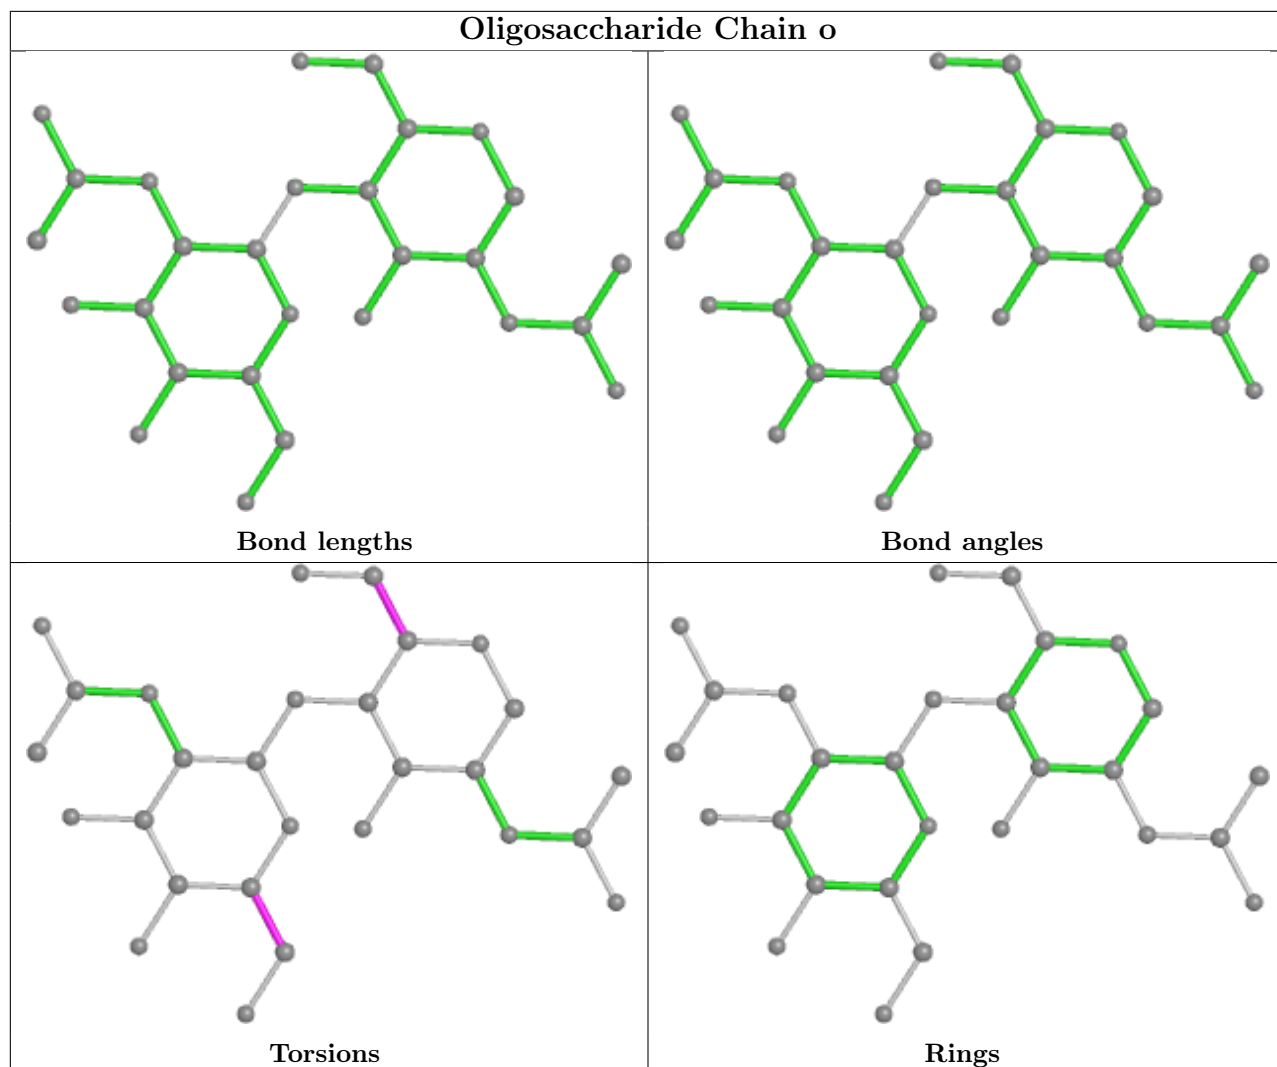 Oligosaccharide Chain o
Bond lengths
Bond angles
Torsions
Rings